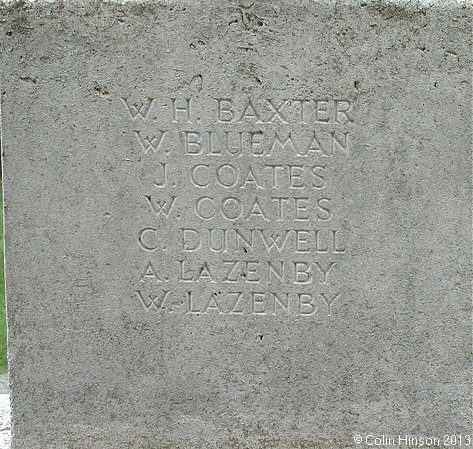 W. H. BAXTER
W. BLUEMAN
J. COATES
W. COATES
C. DUNWELL
A. LAZENBY
W. LAZENBY
©Colin Hinson 2013